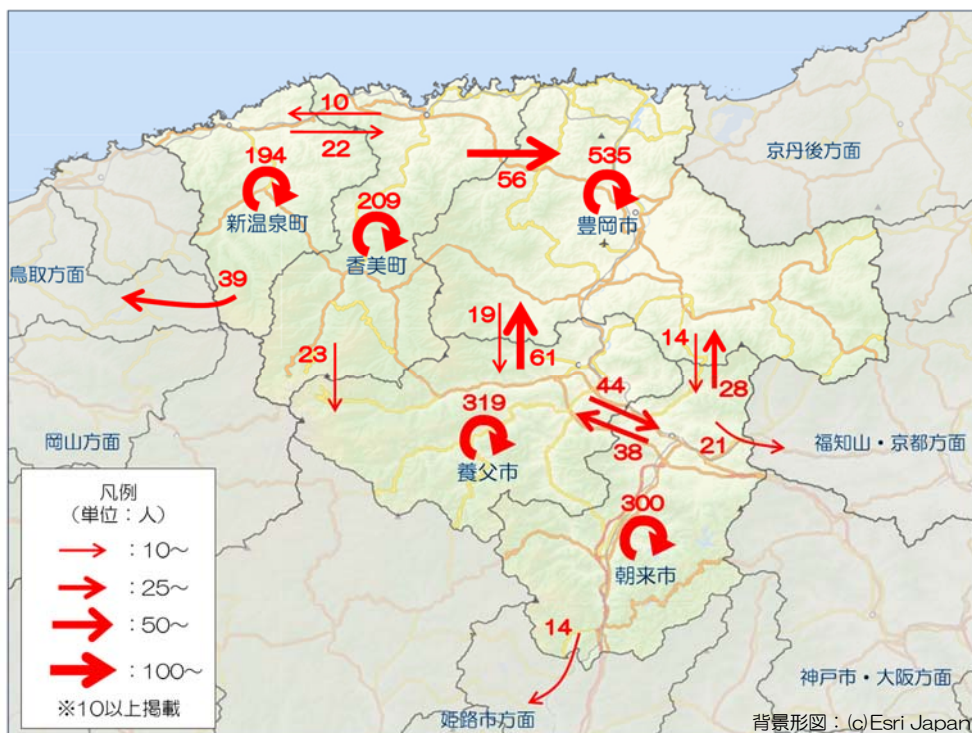 10
22
194
新温泉町
209
香美町
56
535
豊岡市
京丹後方面
鳥取方面
39
23
19
61
14
28
44
38
21
岡山方面
319
養父市
福知山・京都方面
300
朝来市
14
姫路市方面
神戸市・大阪方面
凡例
(単位：人)
：10～
：25～
：50～
：100～
※10以上掲載
背景形図：(c)Esri Japan